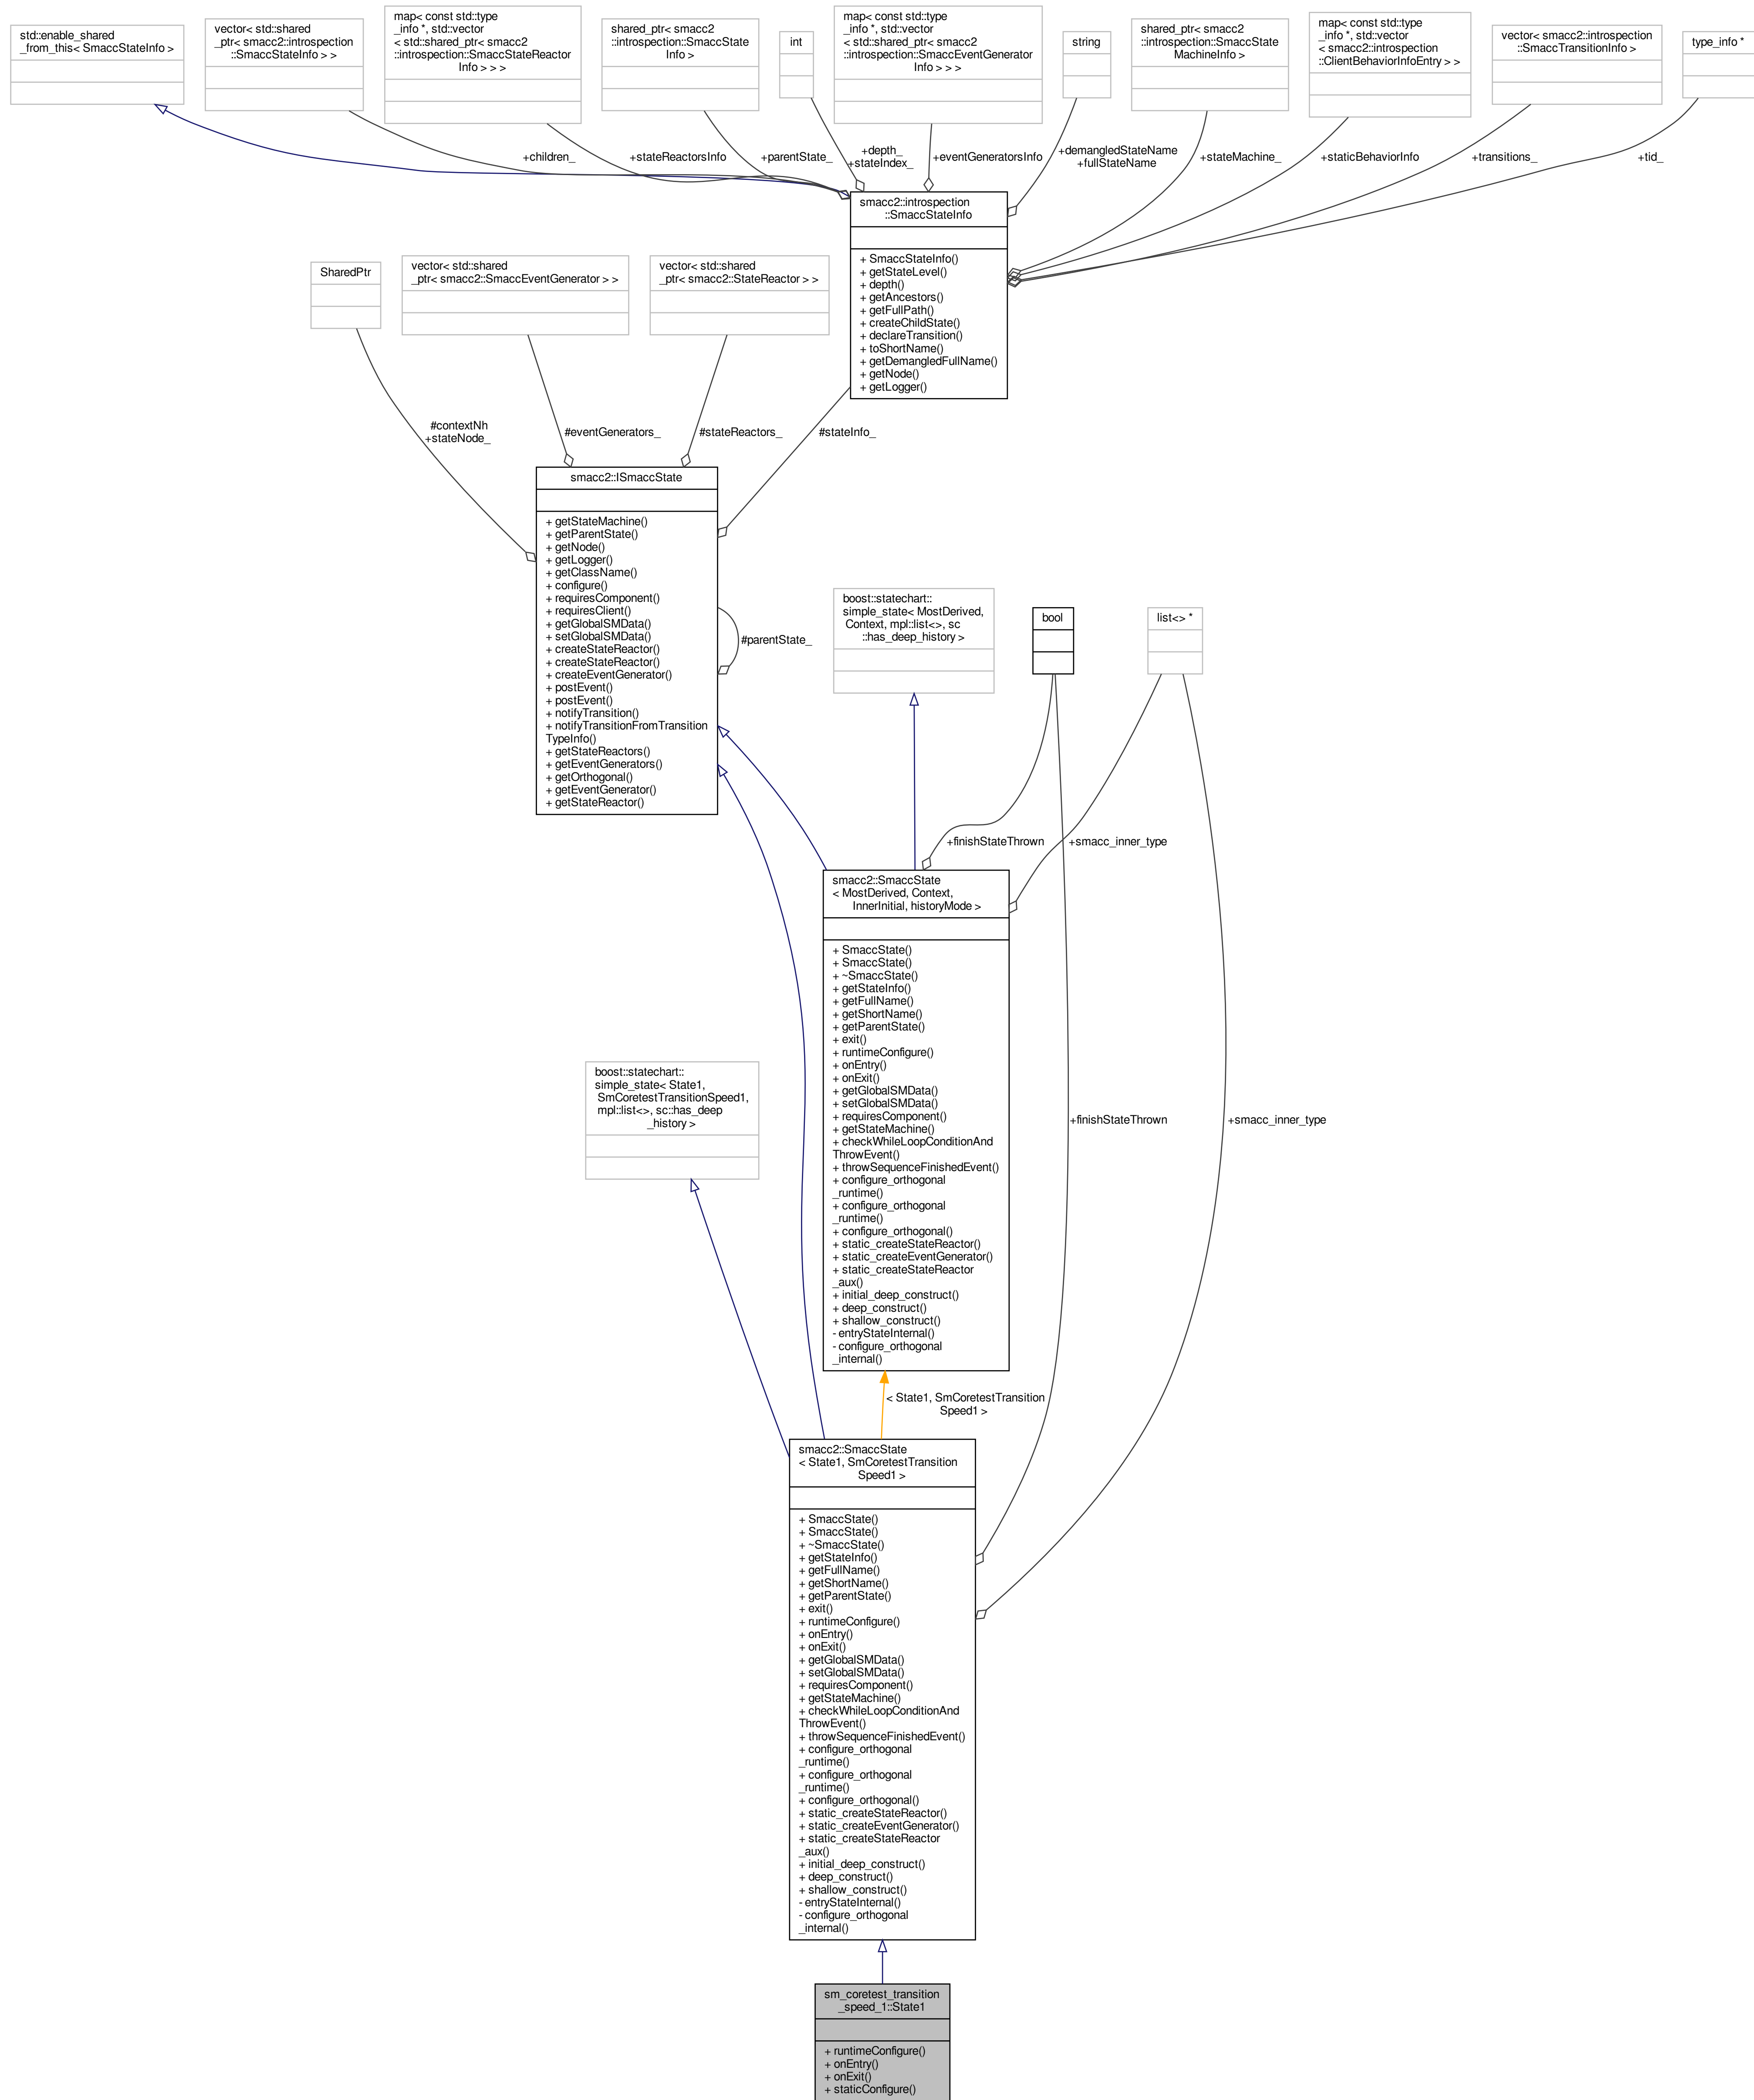 std::enable_shared
_from_this< SmaccStateInfo >
vector< std::shared
_ptr< smacc2::introspection
::SmaccStateInfo > >
map< const std::type
_info *, std::vector
< std::shared_ptr< smacc2
::introspection::SmaccStateReactor
Info > > >
shared_ptr< smacc2
::introspection::SmaccState
Info >
int
map< const std::type
_info *, std::vector
< std::shared_ptr< smacc2
::introspection::SmaccEventGenerator
Info > > >
string
shared_ptr< smacc2
::introspection::SmaccState
MachineInfo >
map< const std::type
_info *, std::vector
< smacc2::introspection
::ClientBehaviorInfoEntry > >
vector< smacc2::introspection
::SmaccTransitionInfo >
type_info *
+children_
+stateReactorsInfo
+parentState_
+depth_
+stateIndex_
+eventGeneratorsInfo
+demangledStateName
+fullStateName
+stateMachine_
+staticBehaviorInfo
+transitions_
+tid_
smacc2::introspection
::SmaccStateInfo
+ SmaccStateInfo()
+ getStateLevel()
+ depth()
+ getAncestors()
+ getFullPath()
+ createChildState()
+ declareTransition()
+ toShortName()
+ getDemangledFullName()
+ getNode()
+ getLogger()
SharedPtr
vector< std::shared
_ptr< smacc2::SmaccEventGenerator > >
vector< std::shared
_ptr< smacc2::StateReactor > >
#contextNh
+stateNode_
#eventGenerators_
#stateReactors_
#stateInfo_
smacc2::ISmaccState
+ getStateMachine()
+ getParentState()
+ getNode()
+ getLogger()
+ getClassName()
+ configure()
+ requiresComponent()
+ requiresClient()
+ getGlobalSMData()
+ setGlobalSMData()
+ createStateReactor()
+ createStateReactor()
+ createEventGenerator()
+ postEvent()
+ postEvent()
+ notifyTransition()
+ notifyTransitionFromTransition
TypeInfo()
+ getStateReactors()
+ getEventGenerators()
+ getOrthogonal()
+ getEventGenerator()
+ getStateReactor()
#parentState_
boost::statechart::
simple_state< MostDerived,
Context, mpl::list<>, sc
::has_deep_history >
bool
list<> *
+finishStateThrown
+smacc_inner_type
smacc2::SmaccState
< MostDerived, Context,
InnerInitial, historyMode >
+ SmaccState()
+ SmaccState()
+ ~SmaccState()
+ getStateInfo()
+ getFullName()
+ getShortName()
+ getParentState()
+ exit()
+ runtimeConfigure()
+ onEntry()
+ onExit()
+ getGlobalSMData()
+ setGlobalSMData()
+ requiresComponent()
+ getStateMachine()
+ checkWhileLoopConditionAnd
ThrowEvent()
+ throwSequenceFinishedEvent()
+ configure_orthogonal
_runtime()
+ configure_orthogonal
_runtime()
+ configure_orthogonal()
+ static_createStateReactor()
+ static_createEventGenerator()
+ static_createStateReactor
_aux()
+ initial_deep_construct()
+ deep_construct()
+ shallow_construct()
- entryStateInternal()
- configure_orthogonal
_internal()
boost::statechart::
simple_state< State1,
SmCoretestTransitionSpeed1,
mpl::list<>, sc::has_deep
_history >
+finishStateThrown
+smacc_inner_type
< State1, SmCoretestTransition
Speed1 >
smacc2::SmaccState
< State1, SmCoretestTransition
Speed1 >
+ SmaccState()
+ SmaccState()
+ ~SmaccState()
+ getStateInfo()
+ getFullName()
+ getShortName()
+ getParentState()
+ exit()
+ runtimeConfigure()
+ onEntry()
+ onExit()
+ getGlobalSMData()
+ setGlobalSMData()
+ requiresComponent()
+ getStateMachine()
+ checkWhileLoopConditionAnd
ThrowEvent()
+ throwSequenceFinishedEvent()
+ configure_orthogonal
_runtime()
+ configure_orthogonal
_runtime()
+ configure_orthogonal()
+ static_createStateReactor()
+ static_createEventGenerator()
+ static_createStateReactor
_aux()
+ initial_deep_construct()
+ deep_construct()
+ shallow_construct()
- entryStateInternal()
- configure_orthogonal
_internal()
sm_coretest_transition
_speed_1::State1
+ runtimeConfigure()
+ onEntry()
+ onExit()
+ staticConfigure()